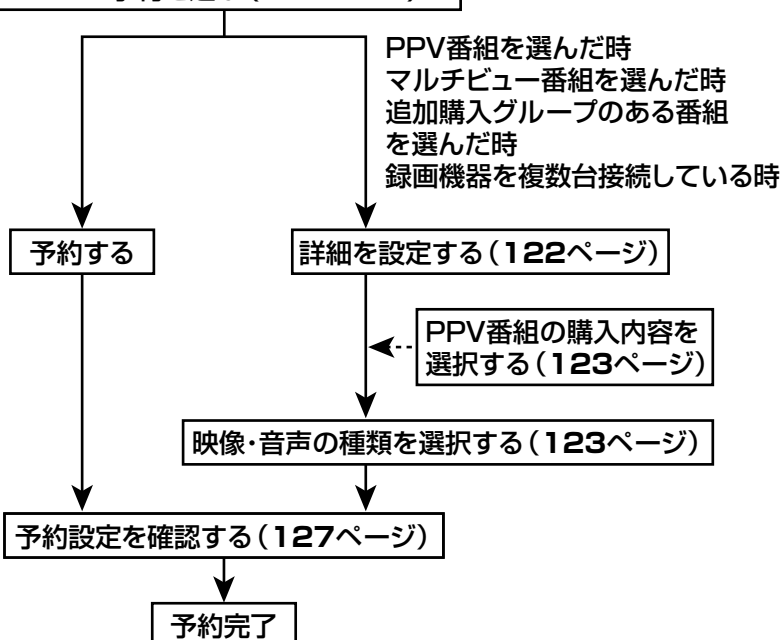 PPV番組を選んだ時
マルチビュー番組を選んだ時
追加購入グループのある番組
を選んだ時
録画機器を複数台接続している時
予約する
詳細を設定する(122ページ)
PPV番組の購入内容を
選択する(123ページ)
映像・音声の種類を選択する(123ページ)
予約設定を確認する(127ページ)
予約完了